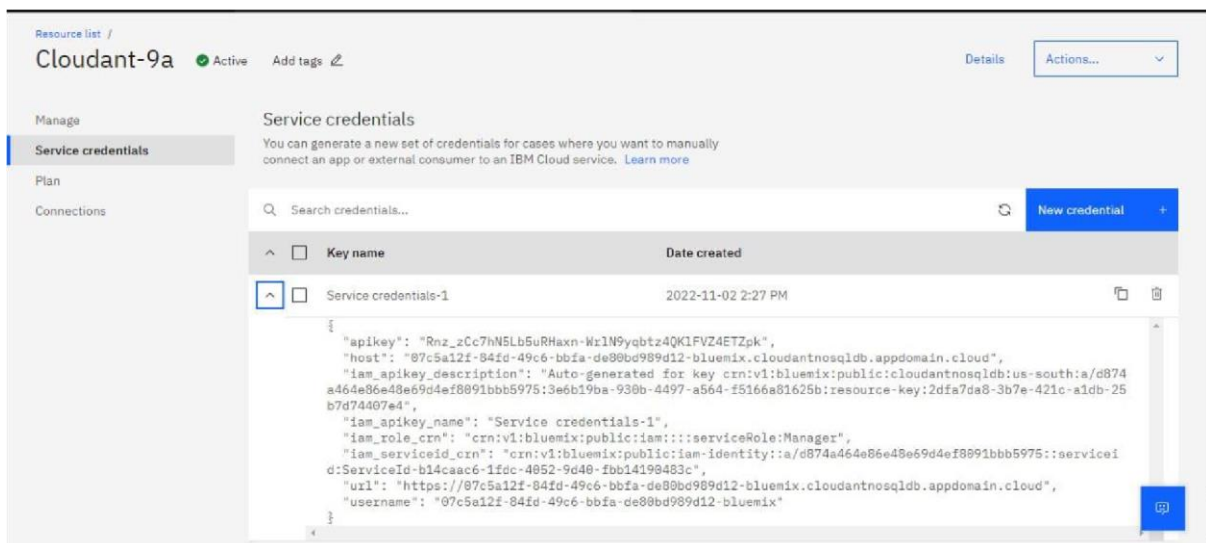 Resource list /
Cloudant-9a Active Add tags Details Actions...
Manage
Service credentials
Plan
Connections
Service credentials
You can generate a new set of credentials for cases where you want to manually
connect an app or external consumer to an IBM Cloud service. Learn more
Search credentials... New credential +
Key name Date created
Service credentials-1 2022-11-02 2:27 PM
{
"apikey": "Rnz_zCc7hN5Lb5uRHaxn-WrlN9yqbtz4QK1FVZ4ETZpk",
"host": "07c5a12f-84fd-49c6-bbfa-de80bd989d12-bluemix.cloudantnosqldb.appdomain.cloud",
"iam_apikey_description": "Auto-generated for key crn:v1:bluemix:public:cloudantnosqldb:us-south:a/d874
a464e86e48e69d4ef8091bbb5975:3e6b19ba-930b-4497-a564-f5166a81625b:resource-key:2dfa7da8-3b7e-421c-a1db-25
b7d74407e4",
"iam_apikey_name": "Service credentials-1",
"iam_role_crn": "crn:v1:bluemix:public:iam::::serviceRole:Manager",
"iam_serviceid_crn": "crn:v1:bluemix:public:iam-identity::a/d874a464e86e48e69d4ef8091bbb5975::servicei
d:ServiceId-b14caac6-1fdc-4052-9d40-fbb14190483c",
"url": "https://07c5a12f-84fd-49c6-bbfa-de80bd989d12-bluemix.cloudantnosqldb.appdomain.cloud",
"username": "07c5a12f-84fd-49c6-bbfa-de80bd989d12-bluemix"
}